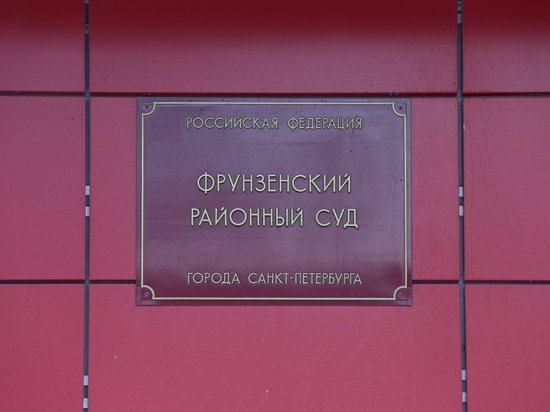 РОССИЙСКАЯ ФЕДЕРАЦИЯ
ФРУНЗЕНСКИЙ
РАЙОННЫЙ СУД
ГОРОДА САНКТ-ПЕТЕРБУРГА